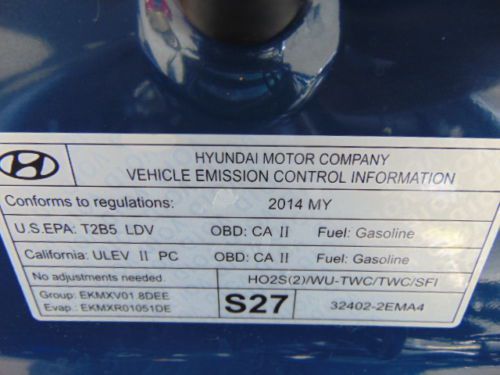 HYUNDAI MOTOR COMPANY
VEHICLE EMISSION CONTROL INFORMATION
Conforms to regulations: 2014 MY
U.S.EPA: T2B5 LDV OBD: CA II Fuel: Gasoline
California: ULEV II PC OBD: CA II Fuel: Gasoline
No adjustments needed. HO2S(2)/WU-TWC/TWC/SFI
Group: EKMXV01.8DEE
Evap.: EKMXR01051DE
S27 32402-2EMA4